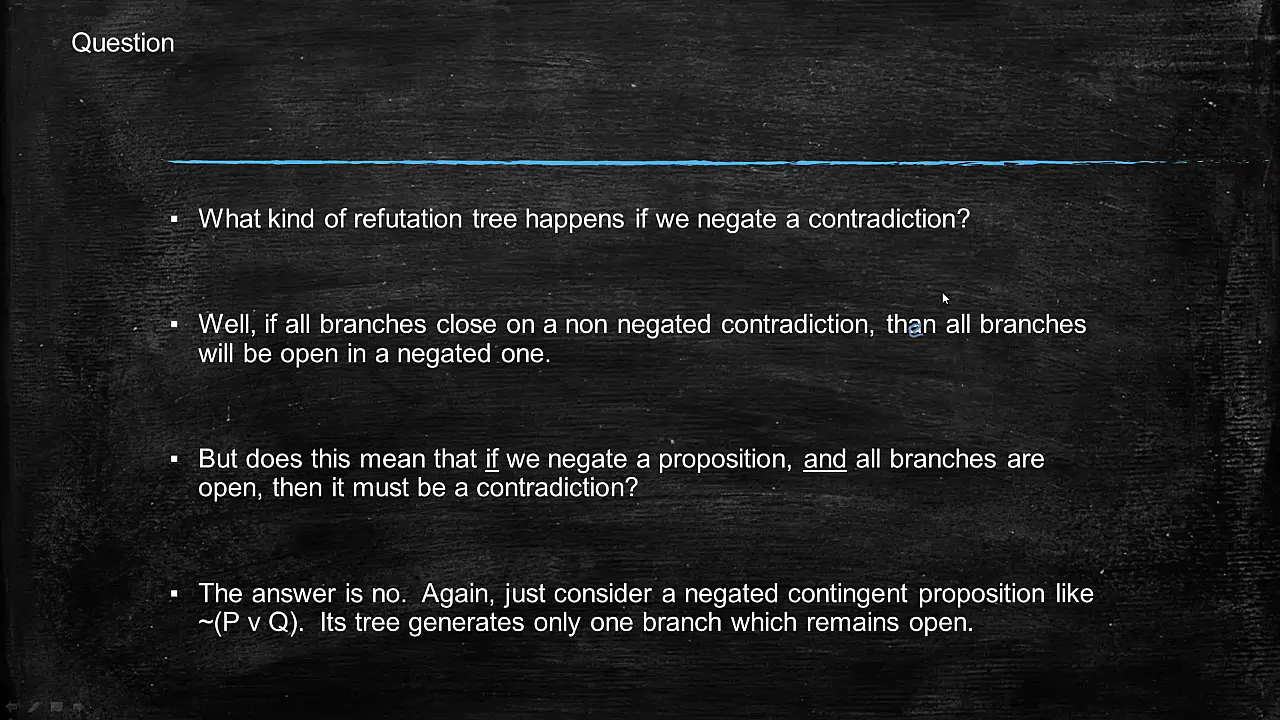 Question
▪ What kind of refutation tree happens if we negate a contradiction?
▪ Well, if all branches close on a non negated contradiction, then all branches
will be open in a negated one.
▪ But does this mean that if we negate a proposition, and all branches are
open, then it must be a contradiction?
▪ The answer is no.  Again, just consider a negated contingent proposition like
~(P v Q).  Its tree generates only one branch which remains open.